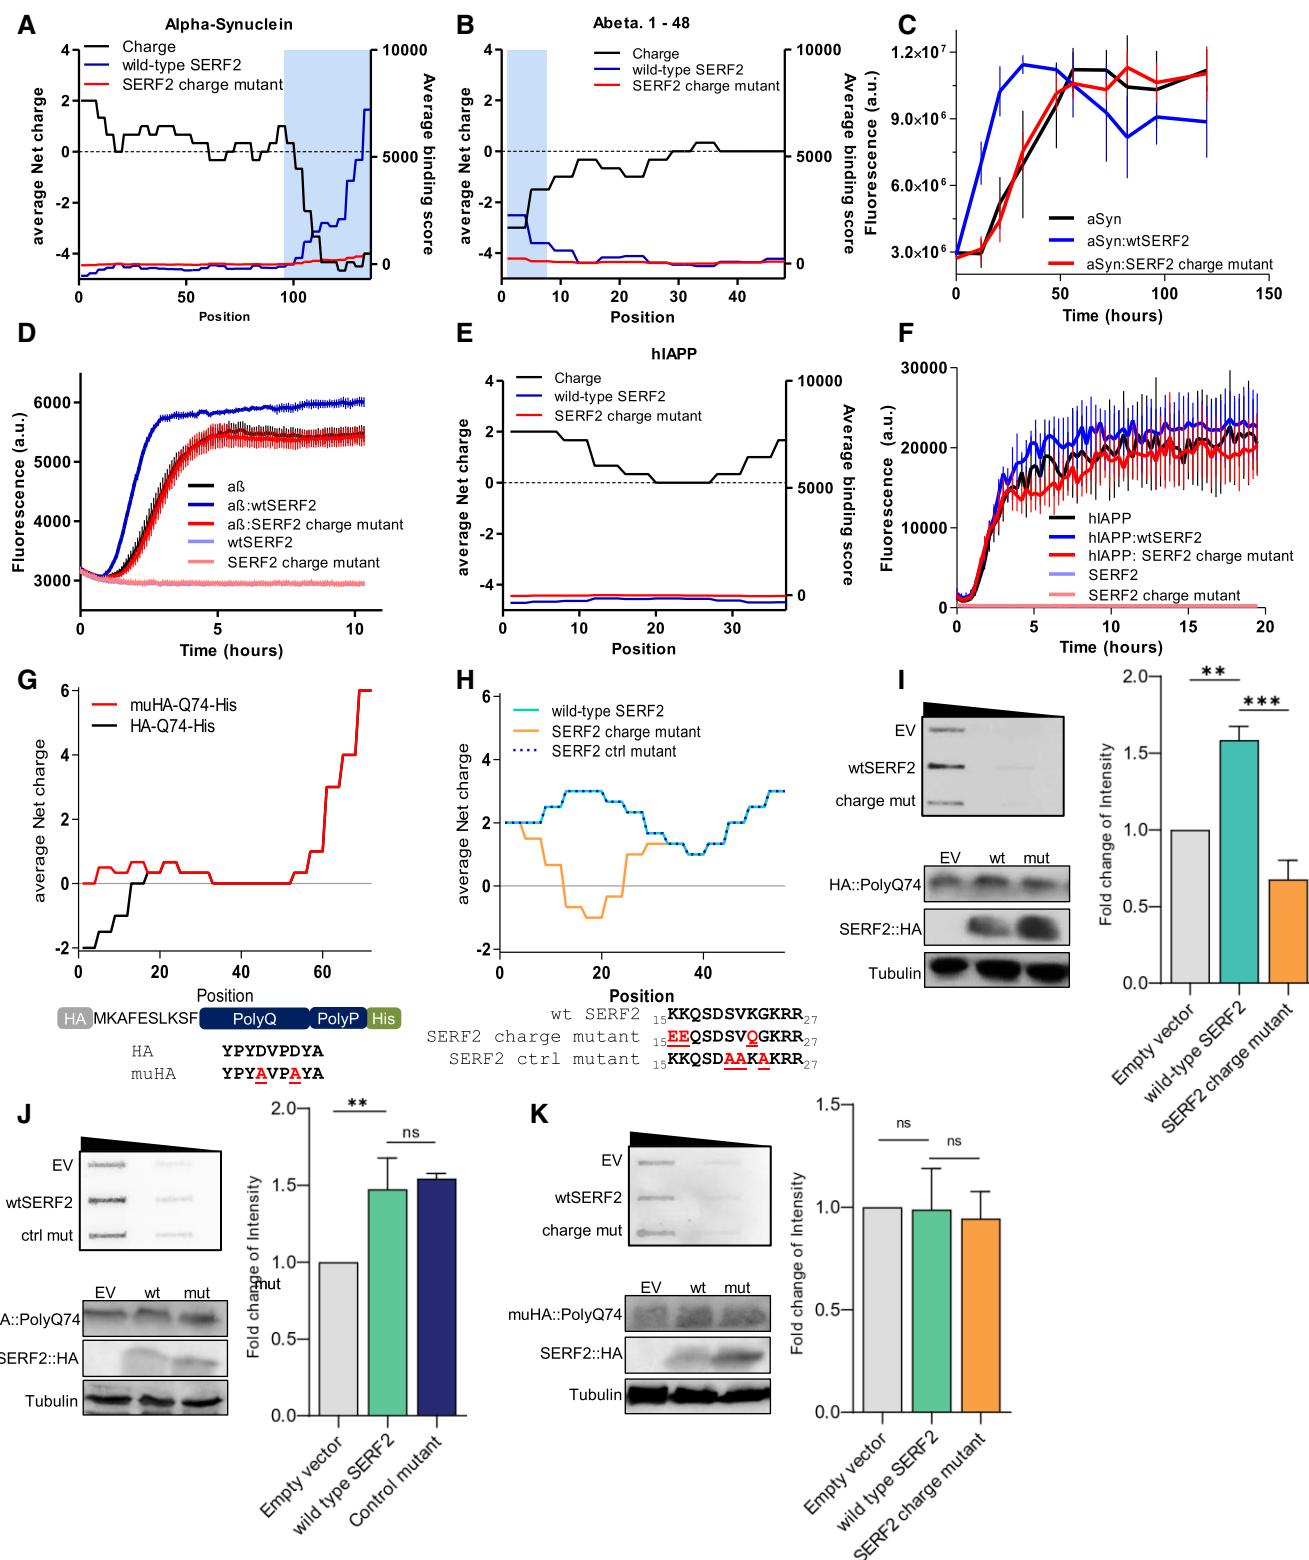 A
Alpha-Synuclein
Charge
wild-type SERF2
SERF2 charge mutant
average Net charge
4
2
0
-2
-4
10000
5000
0
Average binding score
0
50
100
Position
B
Abeta. 1 - 48
Charge
wild-type SERF2
SERF2 charge mutant
average Net charge
4
2
0
-2
-4
10000
5000
0
Average binding score
0
10
20
30
40
Position
C
Fluorescence (a.u.)
1.2×10⁷
9.0×10⁶
6.0×10⁶
3.0×10⁶
aSyn
aSyn:wtSERF2
aSyn:SERF2 charge mutant
0
50
100
150
Time (hours)
D
Fluorescence (a.u.)
6000
5000
4000
3000
aß
aß:wtSERF2
aß:SERF2 charge mutant
wtSERF2
SERF2 charge mutant
0
5
10
Time (hours)
E
hIAPP
Charge
wild-type SERF2
SERF2 charge mutant
average Net charge
4
2
0
-2
-4
10000
5000
0
Average binding score
0
10
20
30
Position
F
Fluorescence (a.u.)
30000
20000
10000
0
hIAPP
hIAPP:wtSERF2
hIAPP: SERF2 charge mutant
SERF2
SERF2 charge mutant
0
5
10
15
20
Time (hours)
G
muHA-Q74-His
HA-Q74-His
average Net charge
6
4
2
0
-2
0
20
40
60
Position
HA MKAFESLKSF PolyQ PolyP His
HA YPYDVPDYA
muHA YPYAVPAYA
H
wild-type SERF2
SERF2 charge mutant
SERF2 ctrl mutant
average Net charge
6
4
2
0
-2
0
20
40
Position
wt SERF2 15KKQSDSVKGKRR27
SERF2 charge mutant 15EEQSDSVQGKRR27
SERF2 ctrl mutant 15KKQSDAAKAKRR27
I
EV
wtSERF2
charge mut
EV wt mut
HA::PolyQ74
SERF2::HA
Tubulin
Fold change of Intensity
2.0
1.5
1.0
0.5
0.0
**
***
Empty vector
wild-type SERF2
SERF2 charge mutant
J
EV
wtSERF2
ctrl mut
EV wt mut
A::PolyQ74
SERF2::HA
Tubulin
Fold change of Intensity
mut
2.0
1.5
1.0
0.5
0.0
**
ns
Empty vector
wild type SERF2
Control mutant
K
EV
wtSERF2
charge mut
EV wt mut
muHA::PolyQ74
SERF2::HA
Tubulin
Fold change of Intensity
1.5
1.0
0.5
0.0
ns
ns
Empty vector
wild type SERF2
SERF2 charge mutant